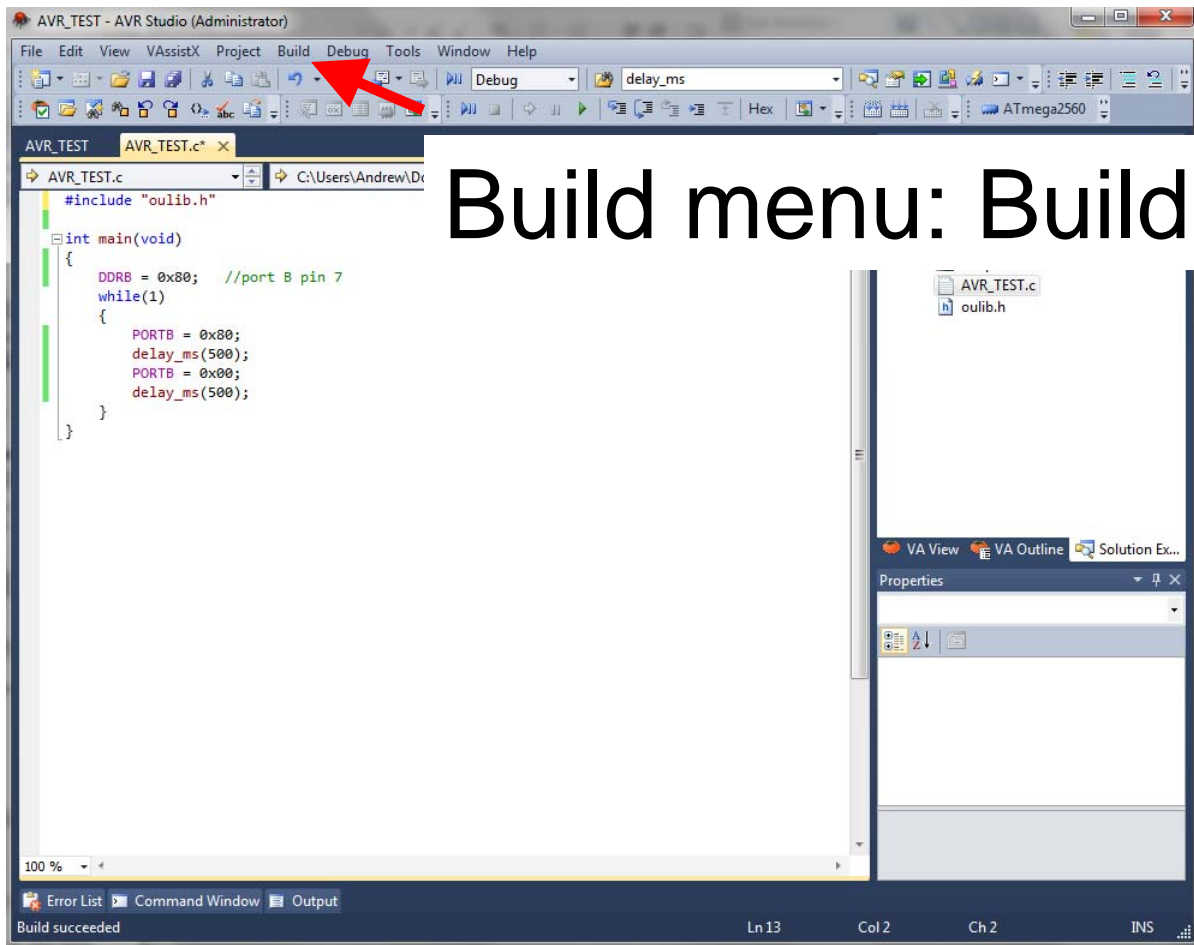 AVR_TEST - AVR Studio (Administrator)
File Edit View VAssistX Project Build Debug Tools Window Help
Debug delay_ms
abc Hex ATmega2560
AVR_TEST AVR_TEST.c*
AVR_TEST.c C:\Users\Andrew\Do
Build menu: Build
#include "oulib.h"
int main(void)
{
DDRB = 0x80; //port B pin 7
while(1)
{
PORTB = 0x80;
delay_ms(500);
PORTB = 0x00;
delay_ms(500);
}
}
AVR_TEST.c
oulib.h
VA View VA Outline Solution Ex...
Properties
100 %
Error List Command Window Output
Build succeeded Ln 13 Col 2 Ch 2 INS